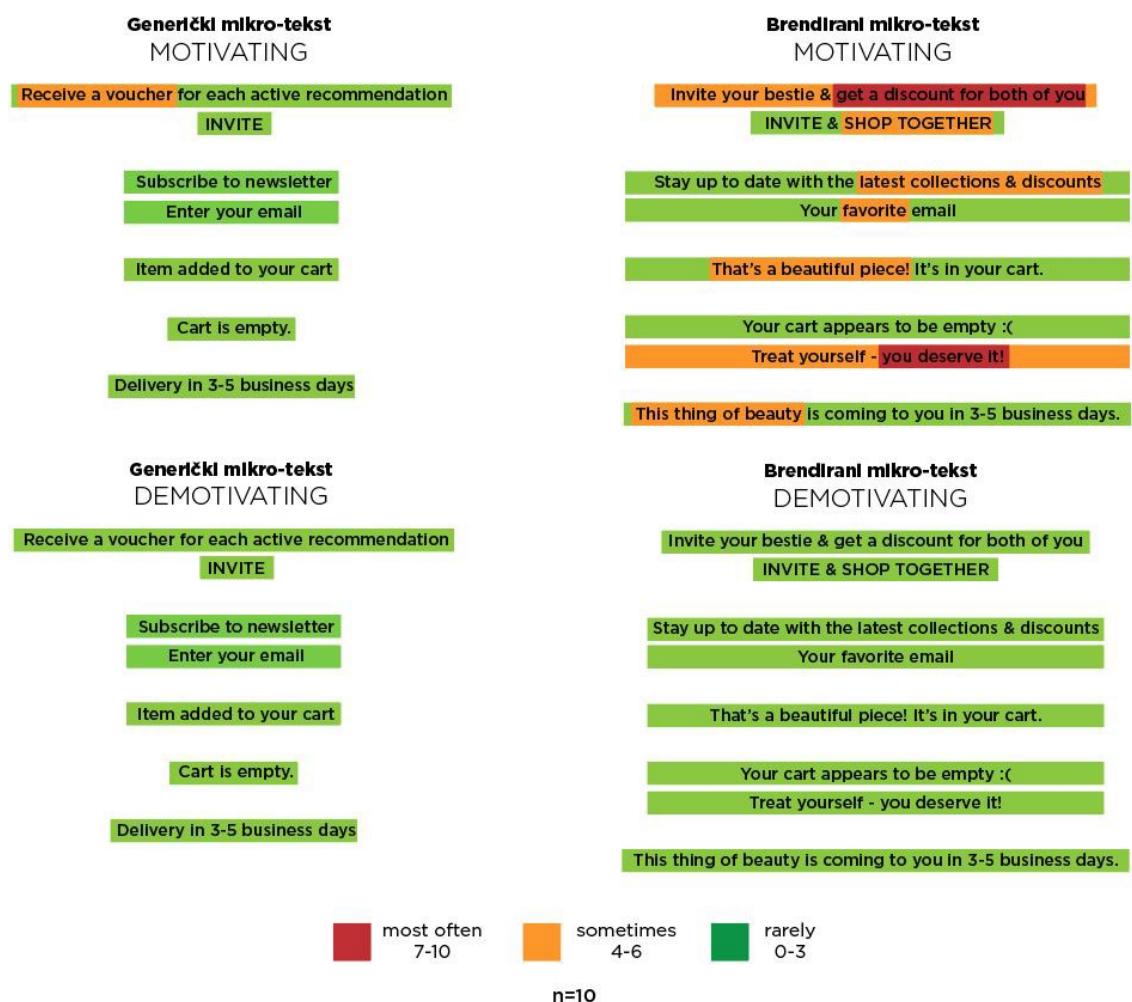 Generički mikro-tekst
MOTIVATING
Receive a voucher for each active recommendation
INVITE
Subscribe to newsletter
Enter your email
Item added to your cart
Cart is empty.
Delivery in 3-5 business days
Brendirani mikro-tekst
MOTIVATING
Invite your bestie & get a discount for both of you
INVITE & SHOP TOGETHER
Stay up to date with the latest collections & discounts
Your favorite email
That's a beautiful piece! It's in your cart.
Your cart appears to be empty :(
Treat yourself - you deserve it!
This thing of beauty is coming to you in 3-5 business days.
Generički mikro-tekst
DEMOTIVATING
Receive a voucher for each active recommendation
INVITE
Subscribe to newsletter
Enter your email
Item added to your cart
Cart is empty.
Delivery in 3-5 business days
Brendirani mikro-tekst
DEMOTIVATING
Invite your bestie & get a discount for both of you
INVITE & SHOP TOGETHER
Stay up to date with the latest collections & discounts
Your favorite email
That's a beautiful piece! It's in your cart.
Your cart appears to be empty :(
Treat yourself - you deserve it!
This thing of beauty is coming to you in 3-5 business days.
most often
7-10
sometimes
4-6
rarely
0-3
n=10